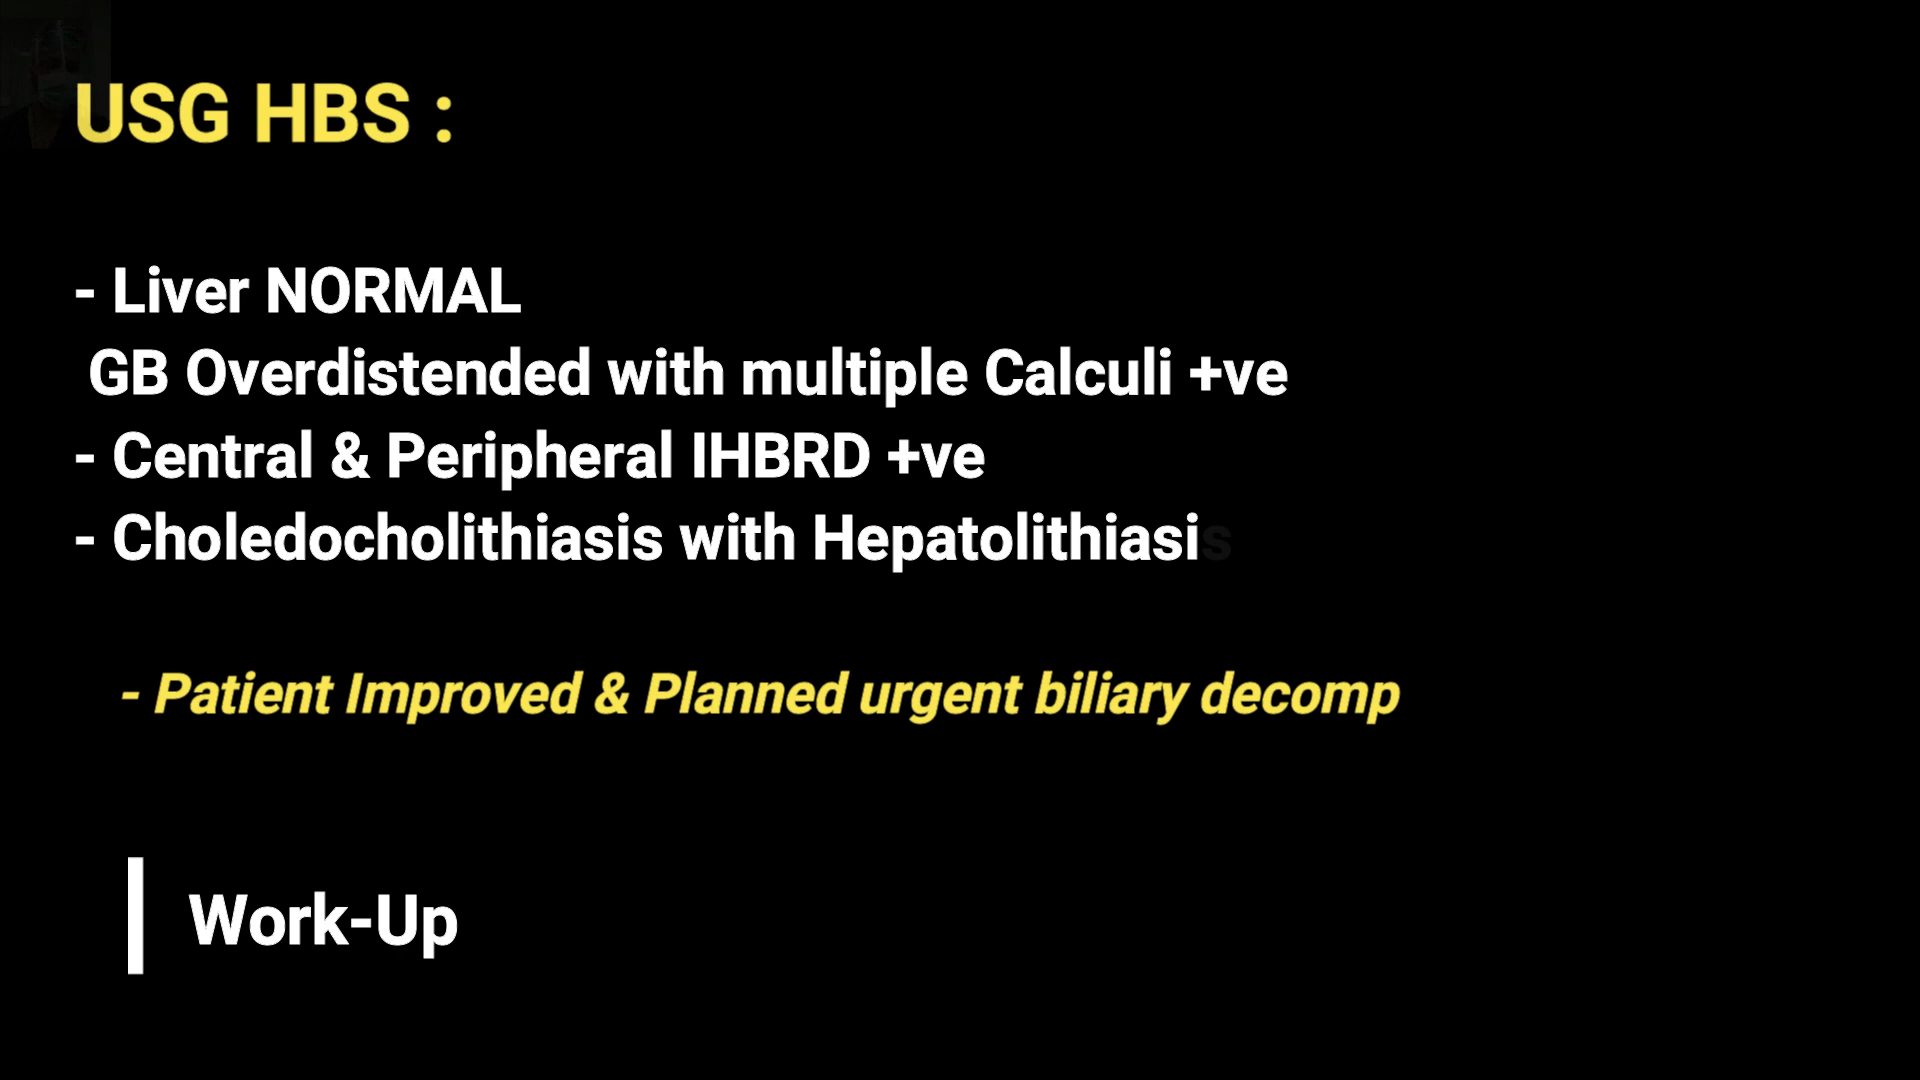 USG HBS :
- Liver NORMAL
GB Overdistended with multiple Calculi +ve
- Central & Peripheral IHBRD +ve
- Choledocholithiasis with Hepatolithiasis
- Patient Improved & Planned urgent biliary decomp
Work-Up